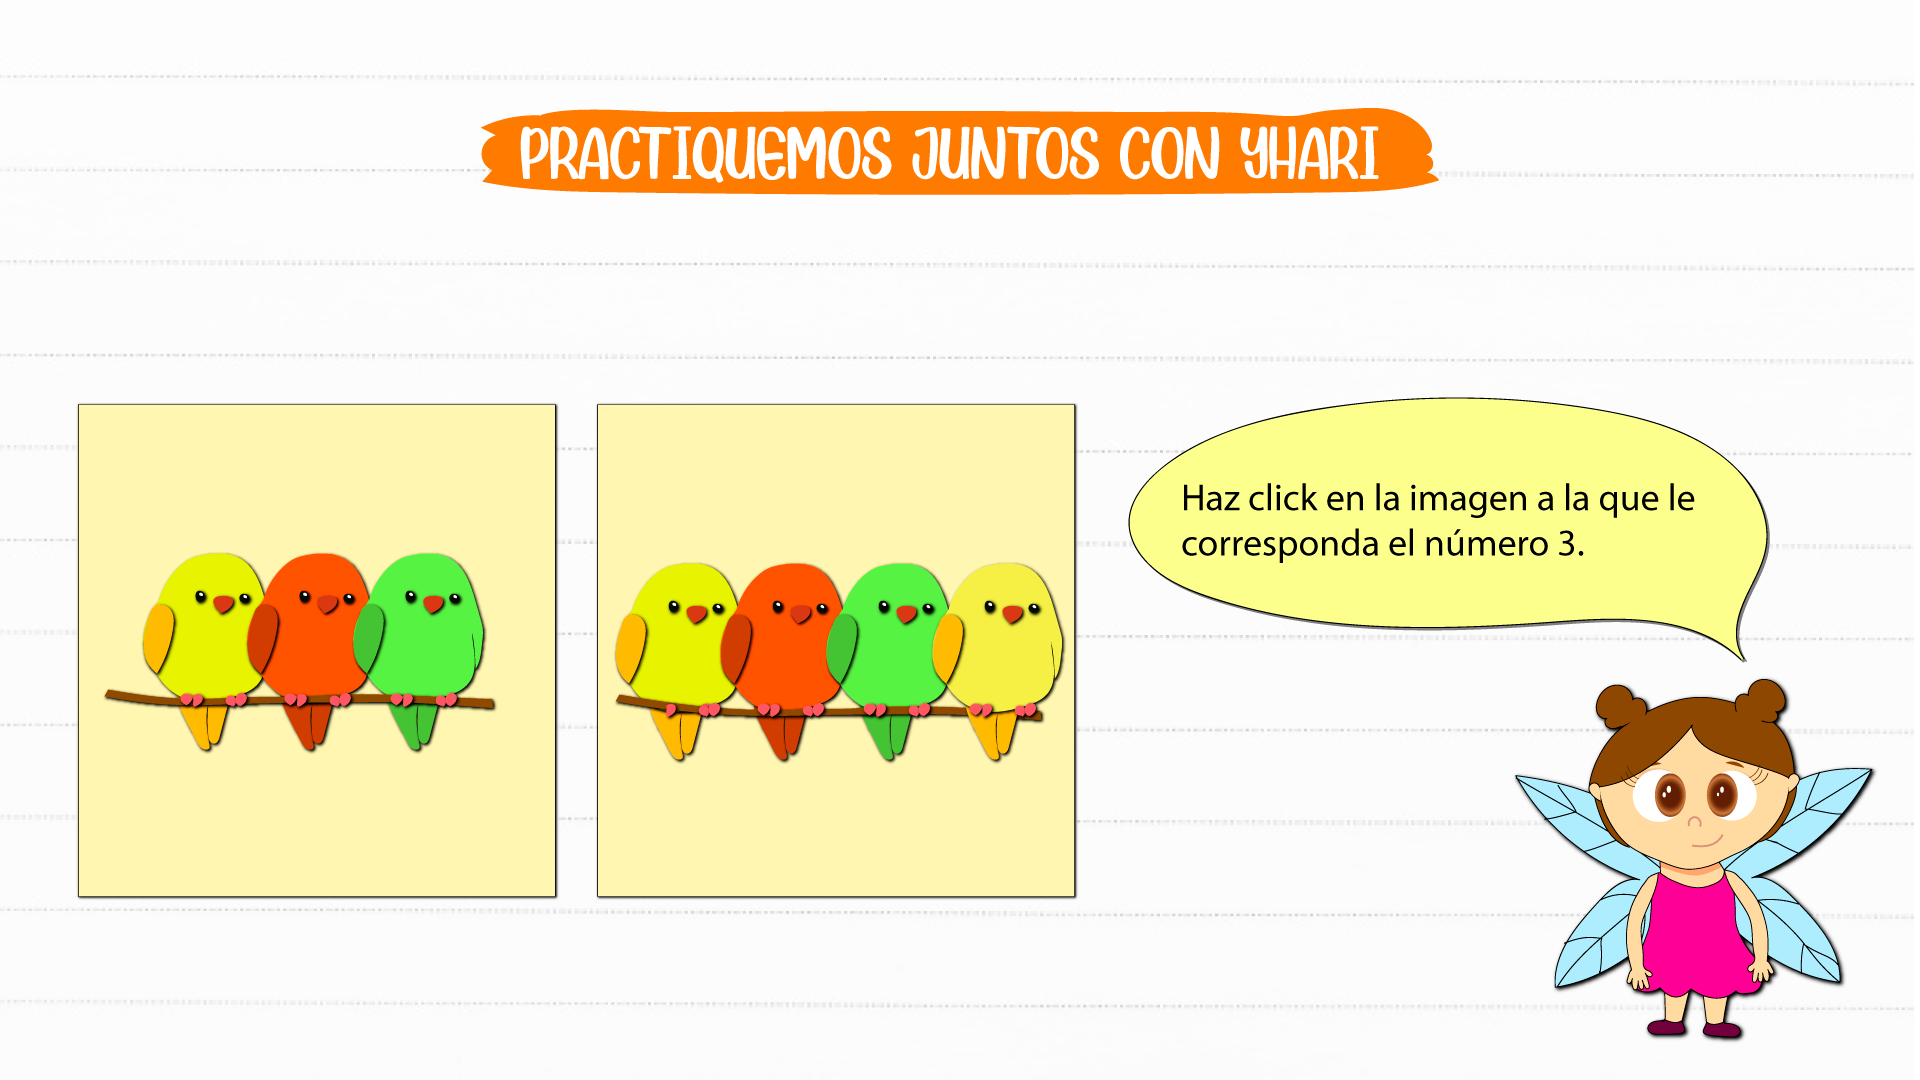 PRACTIQUEMOS JUNTOS CON YHARI
Haz click en la imagen a la que le
corresponda el número 3.